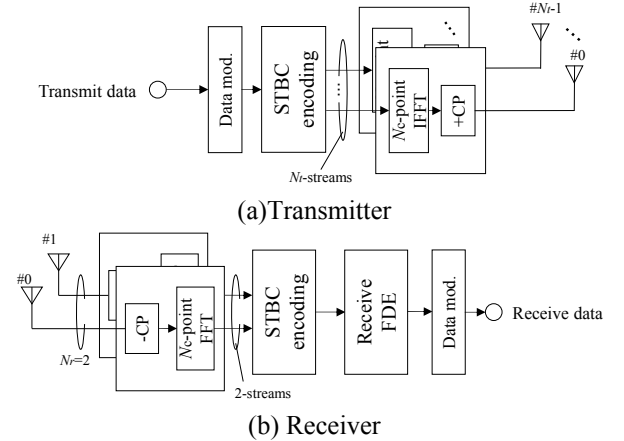 #Nt-1
#0
Transmit data
Data mod.
STBC encoding
...
Nc-point IFFT
+CP
Nt-streams
(a)Transmitter
#1
#0
-CP
Nc-point FFT
STBC encoding
Receive FDE
Data mod.
Receive data
Nr=2
2-streams
(b) Receiver